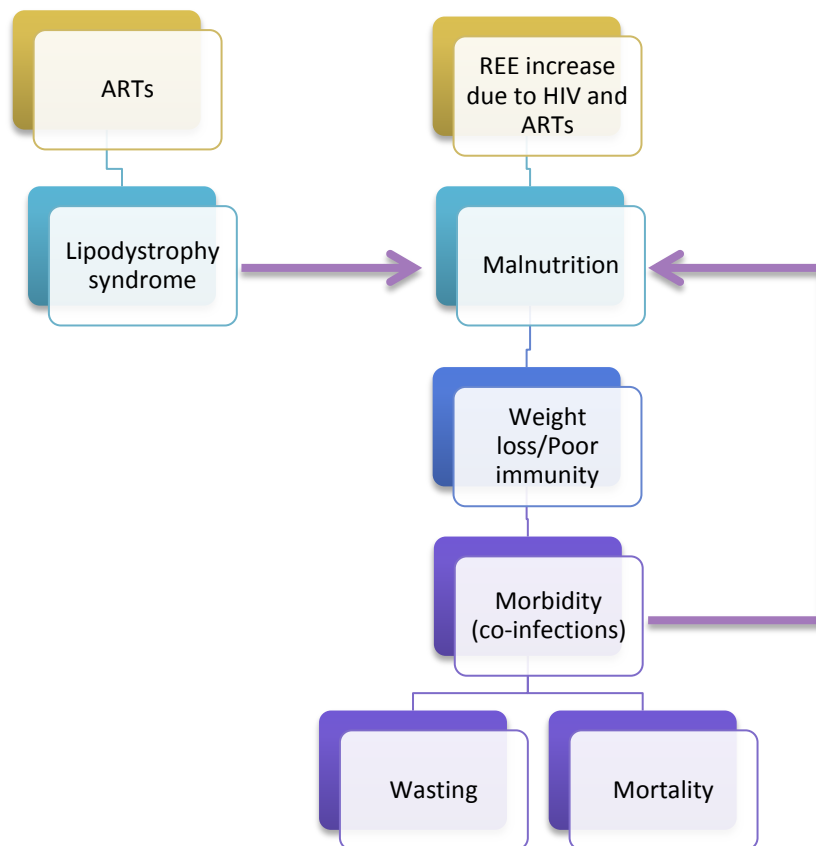 ARTs
REE increase
due to HIV and
ARTs
Lipodystrophy
syndrome
Malnutrition
Weight
loss/Poor
immunity
Morbidity
(co-infections)
Wasting
Mortality